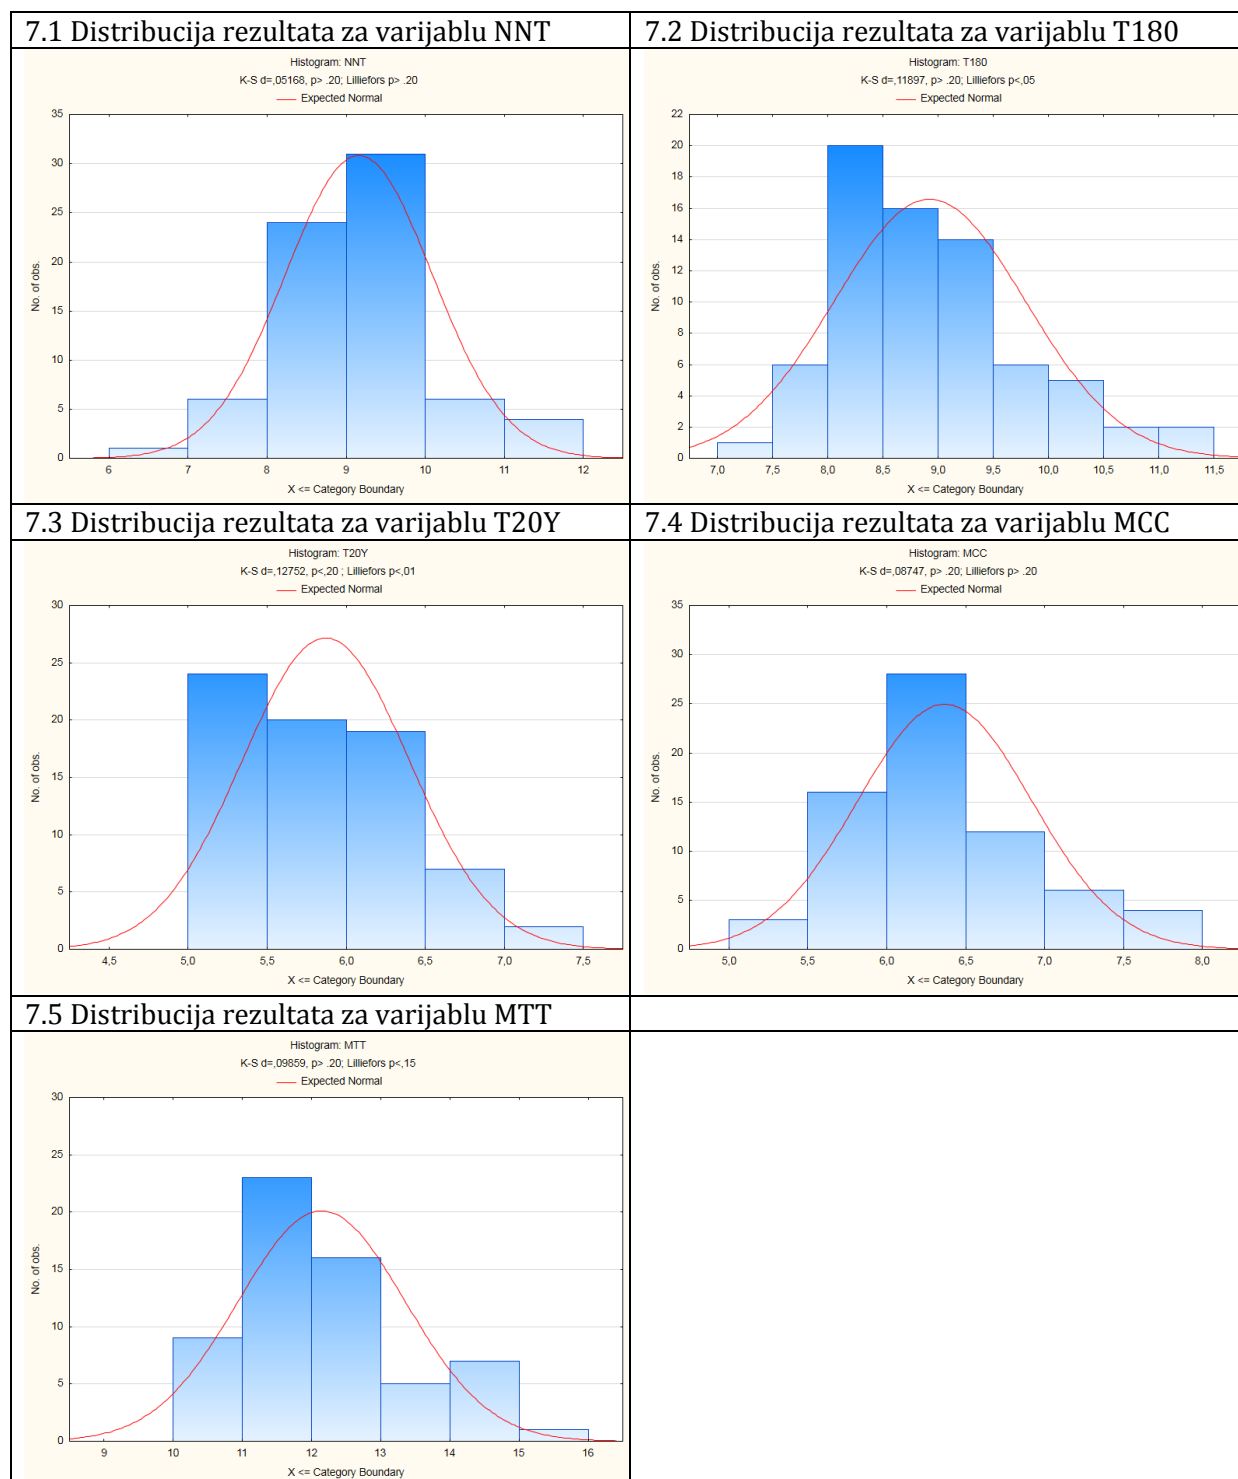 7.1 Distribucija rezultata za varijablu NNT
Histogram: NNT
K-S d=,05168, p> .20; Lilliefors p> .20
Expected Normal
35
30
25
20
15
10
5
0
No. of obs.
6 7 8 9 10 11 12
X <= Category Boundary
7.2 Distribucija rezultata za varijablu T180
Histogram: T180
K-S d=,11897, p> .20; Lilliefors p<,05
Expected Normal
22
20
18
16
14
12
10
8
6
4
2
0
No. of obs.
7,0 7,5 8,0 8,5 9,0 9,5 10,0 10,5 11,0 11,5
X <= Category Boundary
7.3 Distribucija rezultata za varijablu T20Y
Histogram: T20Y
K-S d=,12752, p<,20 ; Lilliefors p<,01
Expected Normal
30
25
20
15
10
5
0
No. of obs.
4,5 5,0 5,5 6,0 6,5 7,0 7,5
X <= Category Boundary
7.4 Distribucija rezultata za varijablu MCC
Histogram: MCC
K-S d=,08747, p> .20; Lilliefors p> .20
Expected Normal
35
30
25
20
15
10
5
0
No. of obs.
5,0 5,5 6,0 6,5 7,0 7,5 8,0
X <= Category Boundary
7.5 Distribucija rezultata za varijablu MTT
Histogram: MTT
K-S d=,09859, p> .20; Lilliefors p<,15
Expected Normal
30
25
20
15
10
5
0
No. of obs.
9 10 11 12 13 14 15 16
X <= Category Boundary